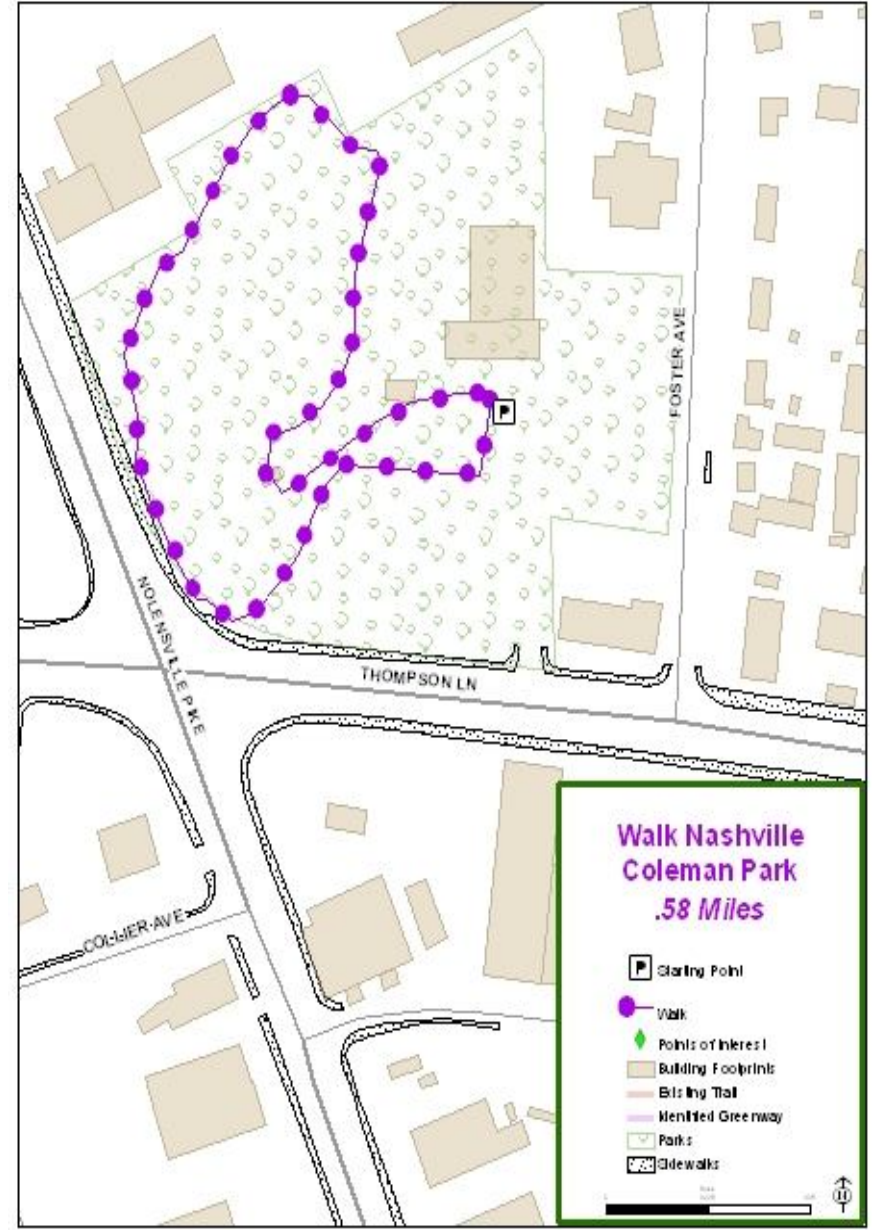 P
FOSTER AVE
NOLENSVILLE PIKE
THOMPSON LN
COLLIER AVE
Walk Nashville
Coleman Park
.58 Miles
P Starting Point
Walk
Points of Interest
Building Footprints
Existing Trail
Identified Greenway
Parks
Sidewalks